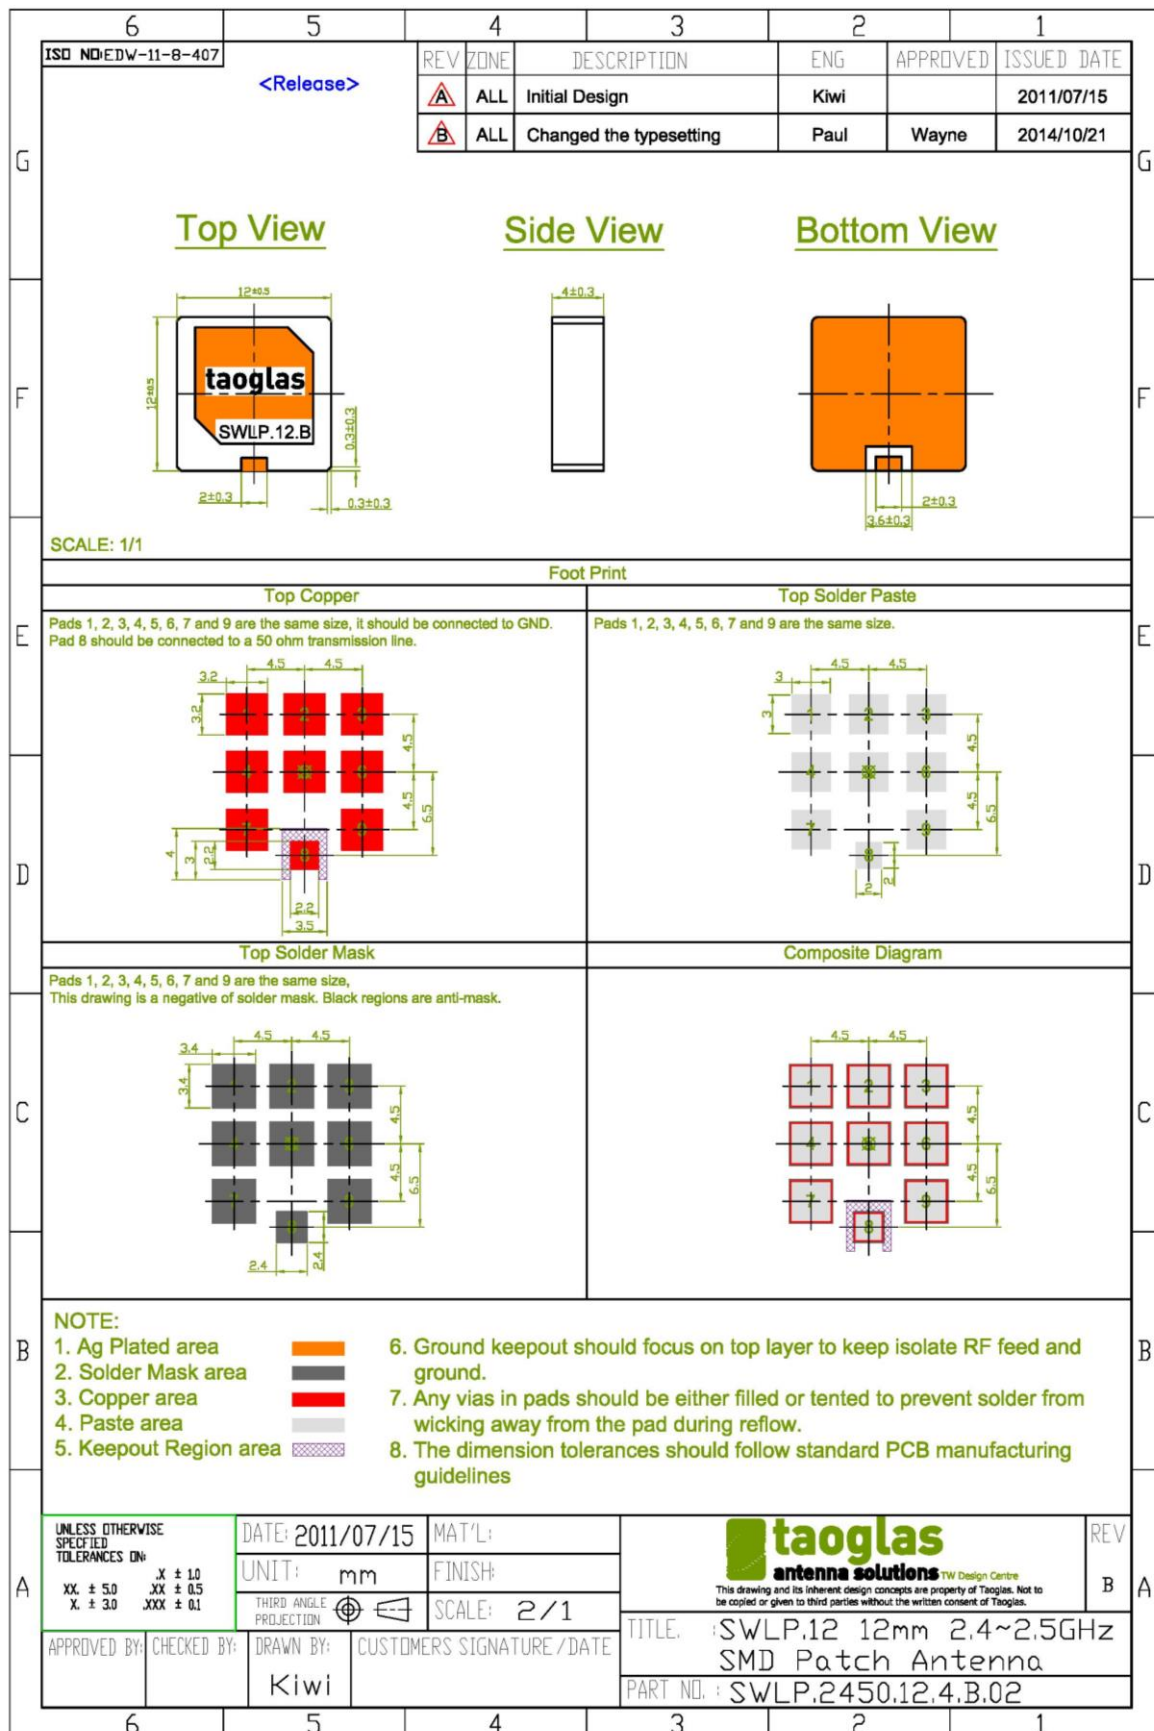 6 5 4 3 2 1
ISO NO:EDW-11-8-407
<Release>
REV ZONE DESCRIPTION ENG APPROVED ISSUED DATE
A ALL Initial Design Kiwi 2011/07/15
B ALL Changed the typesetting Paul Wayne 2014/10/21
G G
Top View Side View Bottom View
12±0.5 4±0.3
12±0.5
taoglas
SWLP.12.B
0.3±0.3
2±0.3 0.3±0.3 2±0.3
3.6±0.3
F F
SCALE: 1/1
Foot Print
Top Copper Top Solder Paste
E E
Pads 1, 2, 3, 4, 5, 6, 7 and 9 are the same size, it should be connected to GND.
Pad 8 should be connected to a 50 ohm transmission line.
Pads 1, 2, 3, 4, 5, 6, 7 and 9 are the same size.
4.5 4.5 4.5 4.5
3.2 3
3.2 3
4.5 4.5
4.5 6.5 4.5 6.5
4 3 2.2 2
2.2 2
3.5
D D
Top Solder Mask Composite Diagram
Pads 1, 2, 3, 4, 5, 6, 7 and 9 are the same size,
This drawing is a negative of solder mask. Black regions are anti-mask.
4.5 4.5 4.5 4.5
3.4
3.4
4.5 4.5
4.5 6.5 4.5 6.5
2.4 2.4
C C
NOTE:
1. Ag Plated area
2. Solder Mask area
3. Copper area
4. Paste area
5. Keepout Region area
6. Ground keepout should focus on top layer to keep isolate RF feed and
ground.
7. Any vias in pads should be either filled or tented to prevent solder from
wicking away from the pad during reflow.
8. The dimension tolerances should follow standard PCB manufacturing
guidelines
B B
UNLESS OTHERWISE
SPECFIED
TOLERANCES ON:
.X ± 1.0
XX. ± 5.0 .XX ± 0.5
X. ± 3.0 .XXX ± 0.1
DATE: 2011/07/15 MAT'L:
UNIT: mm FINISH:
THIRD ANGLE
PROJECTION
SCALE: 2/1
taoglas
antenna solutions TW Design Centre
This drawing and its inherent design concepts are property of Taoglas. Not to
be copied or given to third parties without the written consent of Taoglas.
REV
B
A A
APPROVED BY: CHECKED BY: DRAWN BY: CUSTOMERS SIGNATURE/DATE
Kiwi
TITLE. : SWLP.12 12mm 2.4~2.5GHz
SMD Patch Antenna
PART NO. : SWLP.2450.12.4.B.02
6 5 4 3 2 1